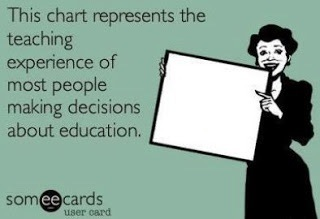 This chart represents the
teaching
experience of
most people
making decisions
about education.
someecards
user card